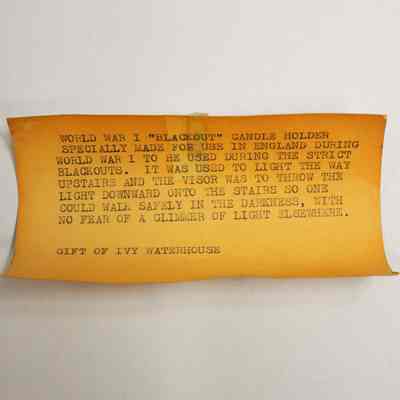 WORLD WAR I "BLACKOUT" CANDLE HOLDER
SPECIALLY MADE FOR USE IN ENGLAND DURING
WORLD WAR I TO BE USED DURING THE STRICT
BLACKOUTS. IT WAS USED TO LIGHT THE WAY
UPSTAIRS AND THE VISOR WAS TO THROW THE
LIGHT DOWNWARD ONTO THE STAIRS SO ONE
COULD WALK SAFELY IN THE DARKNESS, WITH
NO FEAR OF A GLIMMER OF LIGHT ELSEWHERE.
GIFT OF IVY WATERHOUSE